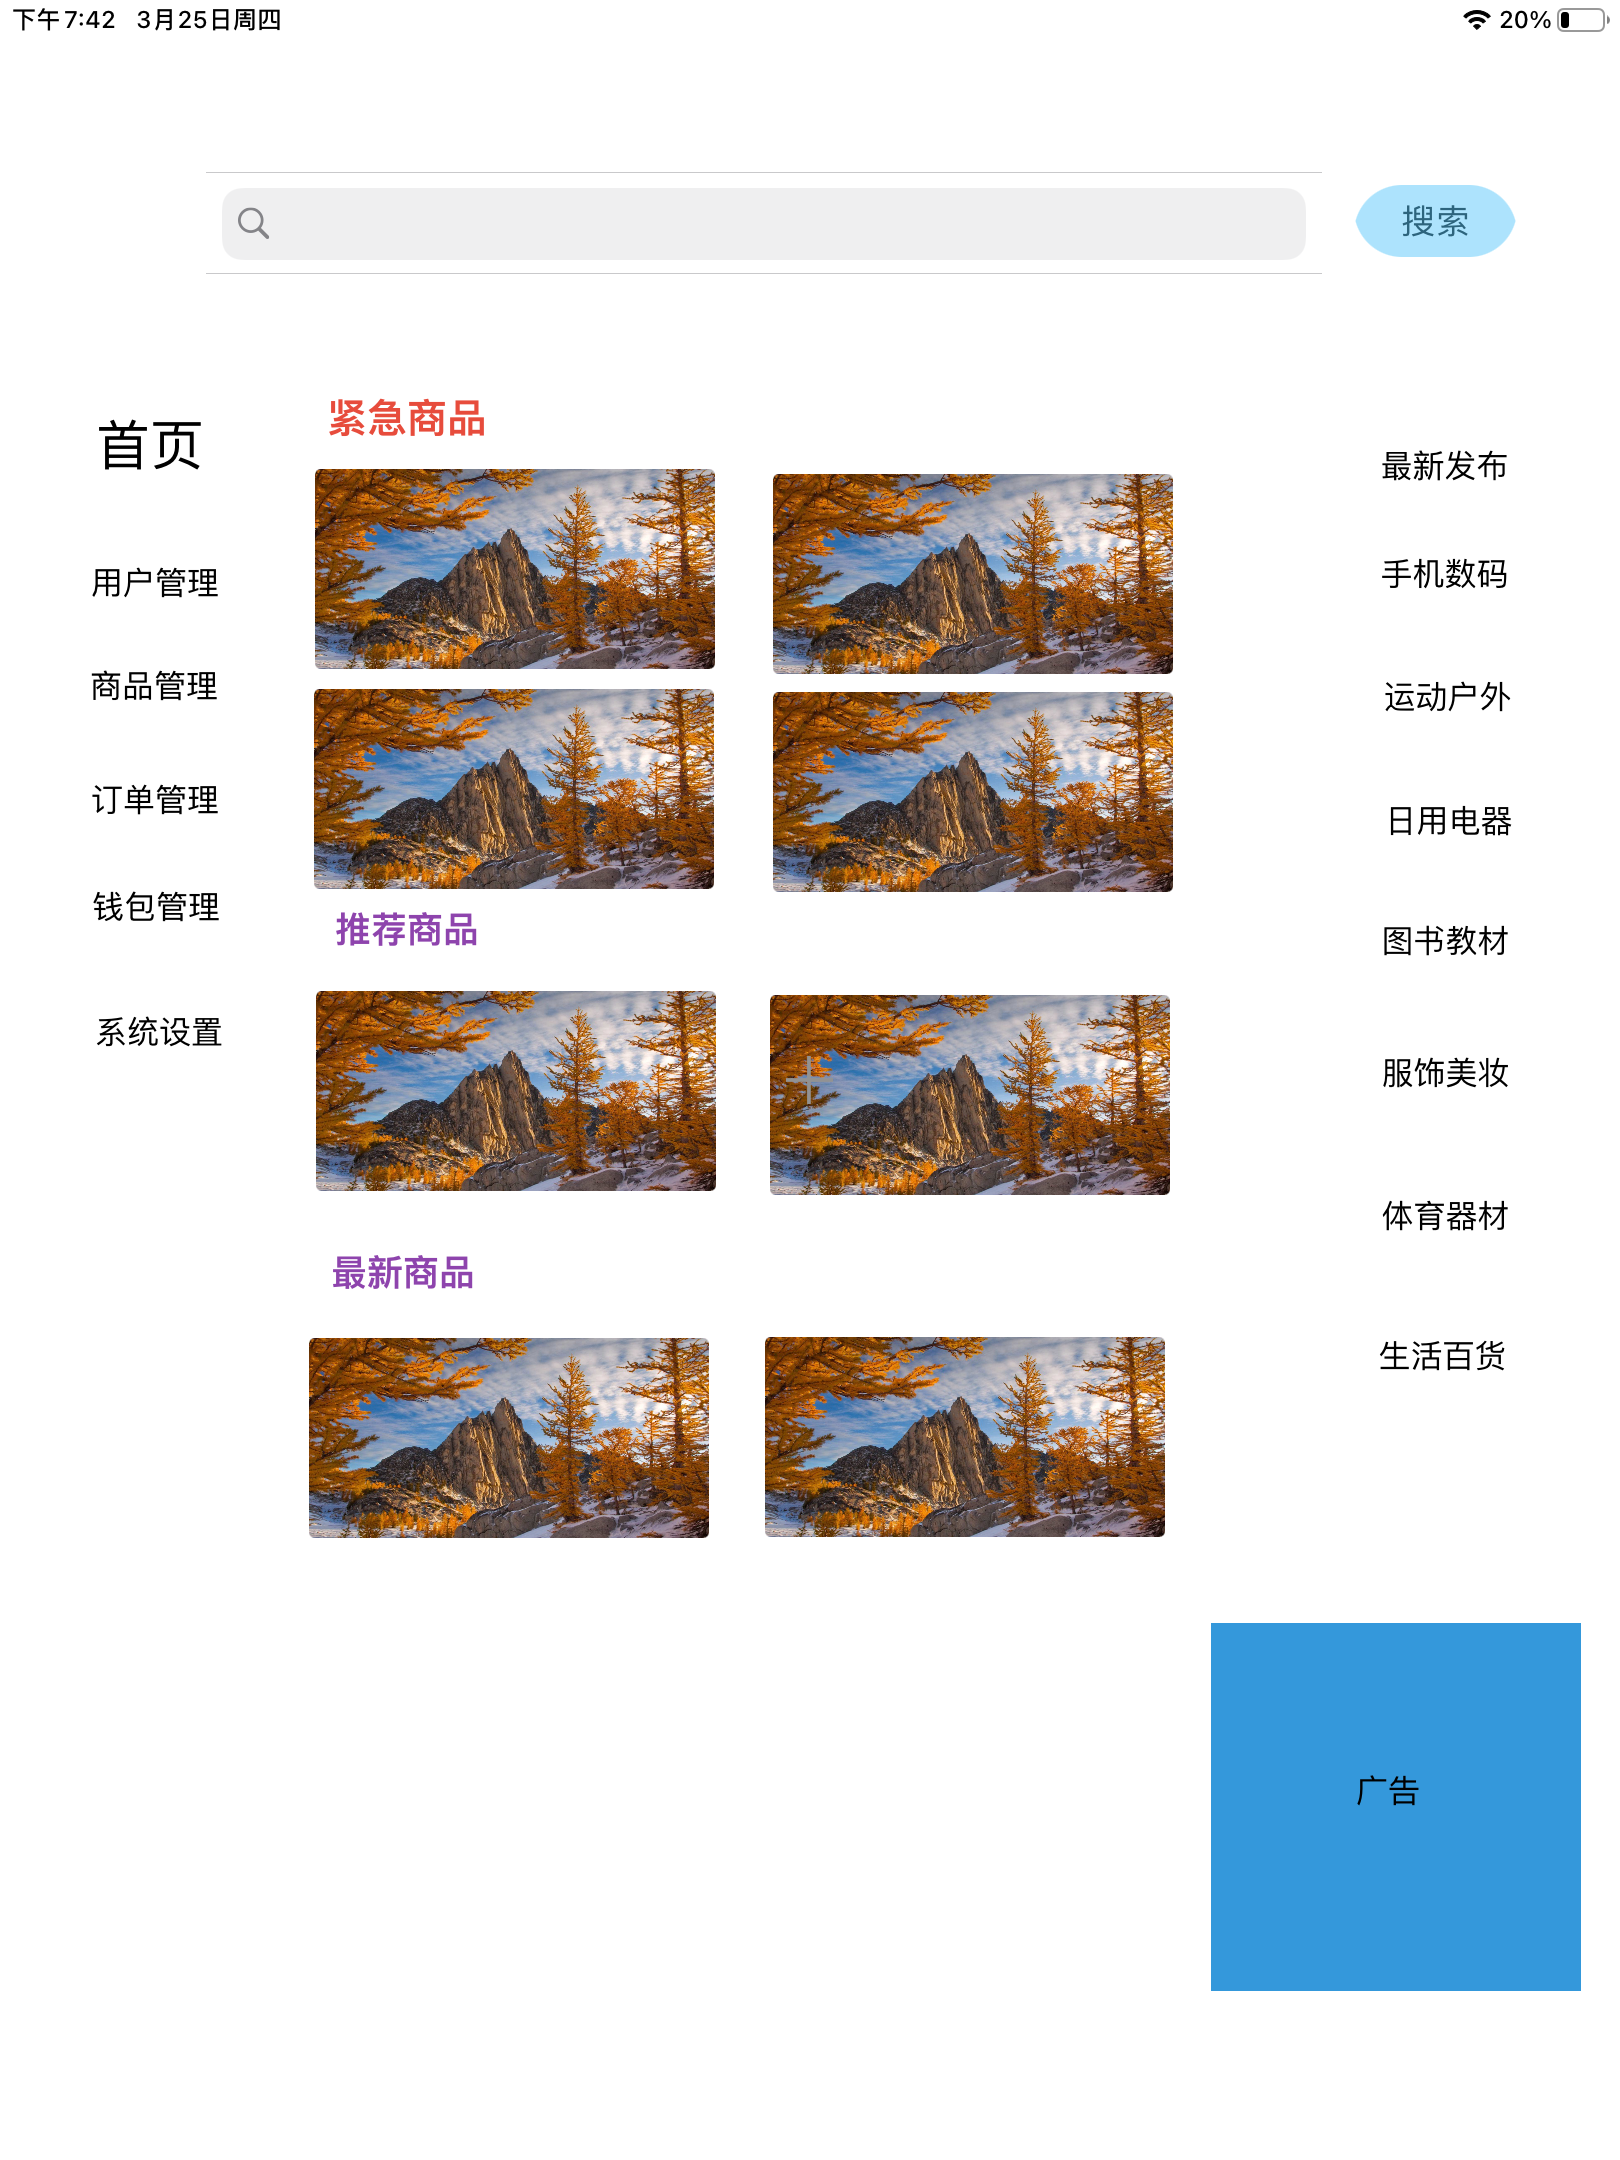 下午7:42 3月25日周四
20%
搜索
首页
用户管理
商品管理
订单管理
钱包管理
系统设置
紧急商品
推荐商品
最新商品
最新发布
手机数码
运动户外
日用电器
图书教材
服饰美妆
体育器材
生活百货
广告